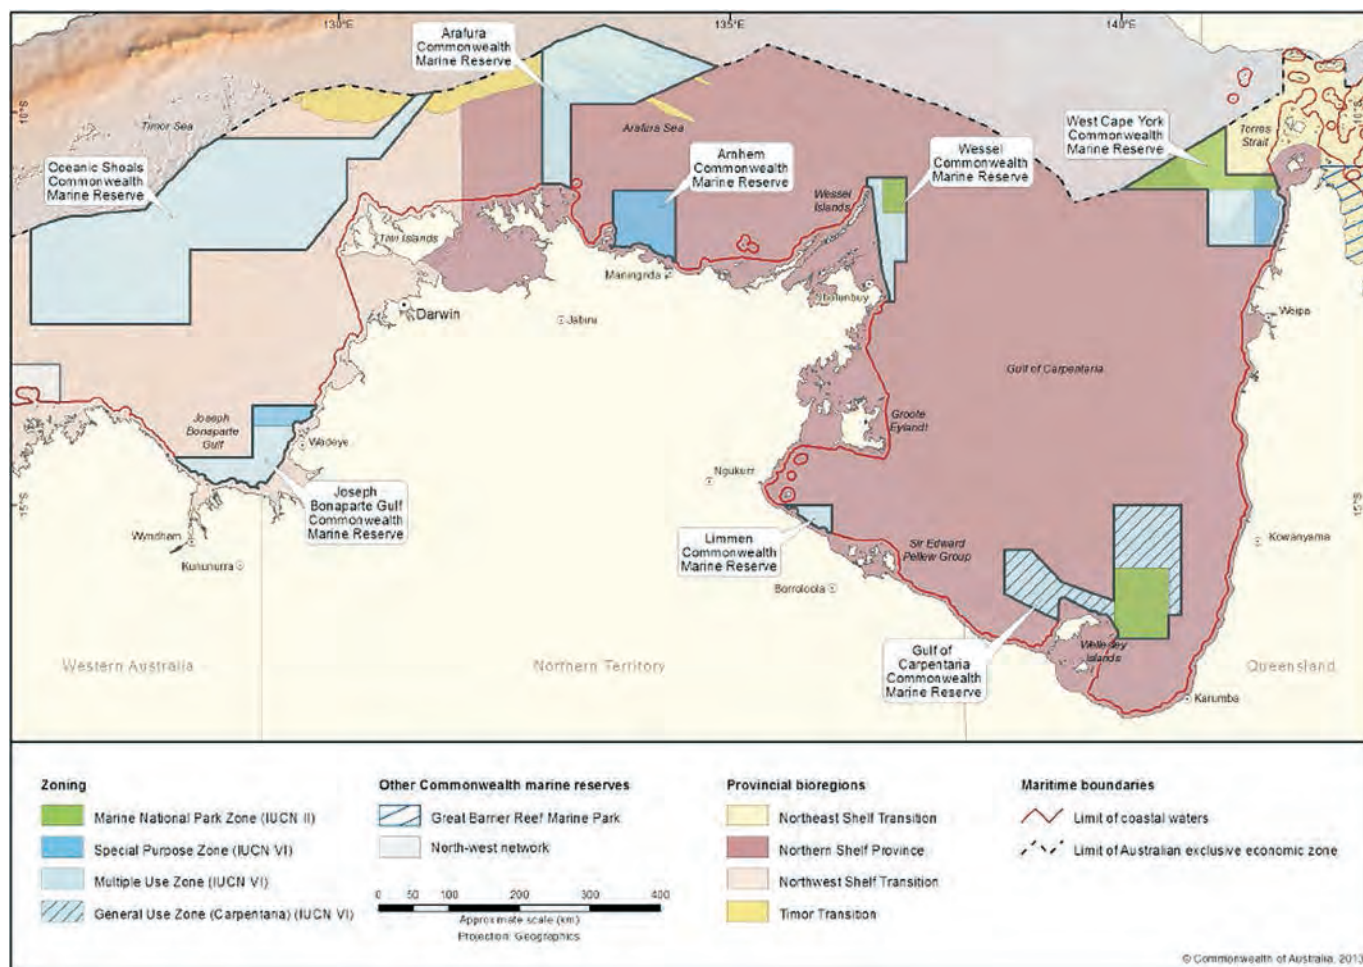 130°E
135°E
140°E
10°S
10°S
15°S
15°S
Timor Sea
Oceanic Shoals
Commonwealth
Marine Reserve
Arafura
Commonwealth
Marine Reserve
Arafura Sea
Arnhem
Commonwealth
Marine Reserve
Wessel
Islands
Wessel
Commonwealth
Marine Reserve
West Cape York
Commonwealth
Marine Reserve
Torres
Strait
Tiwi Islands
Maningrida
Nhulunbuy
Darwin
Jabiru
Weipa
Gulf of Carpentaria
Joseph
Bonaparte
Gulf
Wadeye
Groote
Eylandt
Ngukurr
Joseph
Bonaparte Gulf
Commonwealth
Marine Reserve
Wyndham
Kununurra
Limmen
Commonwealth
Marine Reserve
Sir Edward
Pellew Group
Borroloola
Kowanyama
Gulf of
Carpentaria
Commonwealth
Marine Reserve
Wellesley
Islands
Karumba
Western Australia
Northern Territory
Queensland
Zoning
Marine National Park Zone (IUCN II)
Special Purpose Zone (IUCN VI)
Multiple Use Zone (IUCN VI)
General Use Zone (Carpentaria) (IUCN VI)
Other Commonwealth marine reserves
Great Barrier Reef Marine Park
North-west network
0 50 100 200 300 400
Approximate scale (km)
Projection: Geographics
Provincial bioregions
Northeast Shelf Transition
Northern Shelf Province
Northwest Shelf Transition
Timor Transition
Maritime boundaries
Limit of coastal waters
Limit of Australian exclusive economic zone
© Commonwealth of Australia, 2013